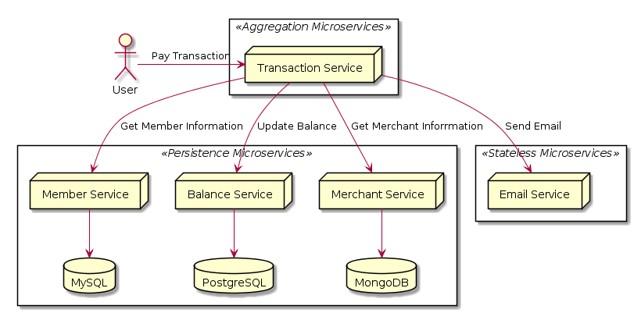 «Aggregation Microservices»
Pay Transaction
Transaction Service
User
Get Member Information
Update Balance
Get Merchant Inforrmation
Send Email
«Persistence Microservices»
«Stateless Microservices»
Member Service
Balance Service
Merchant Service
Email Service
MySQL
PostgreSQL
MongoDB